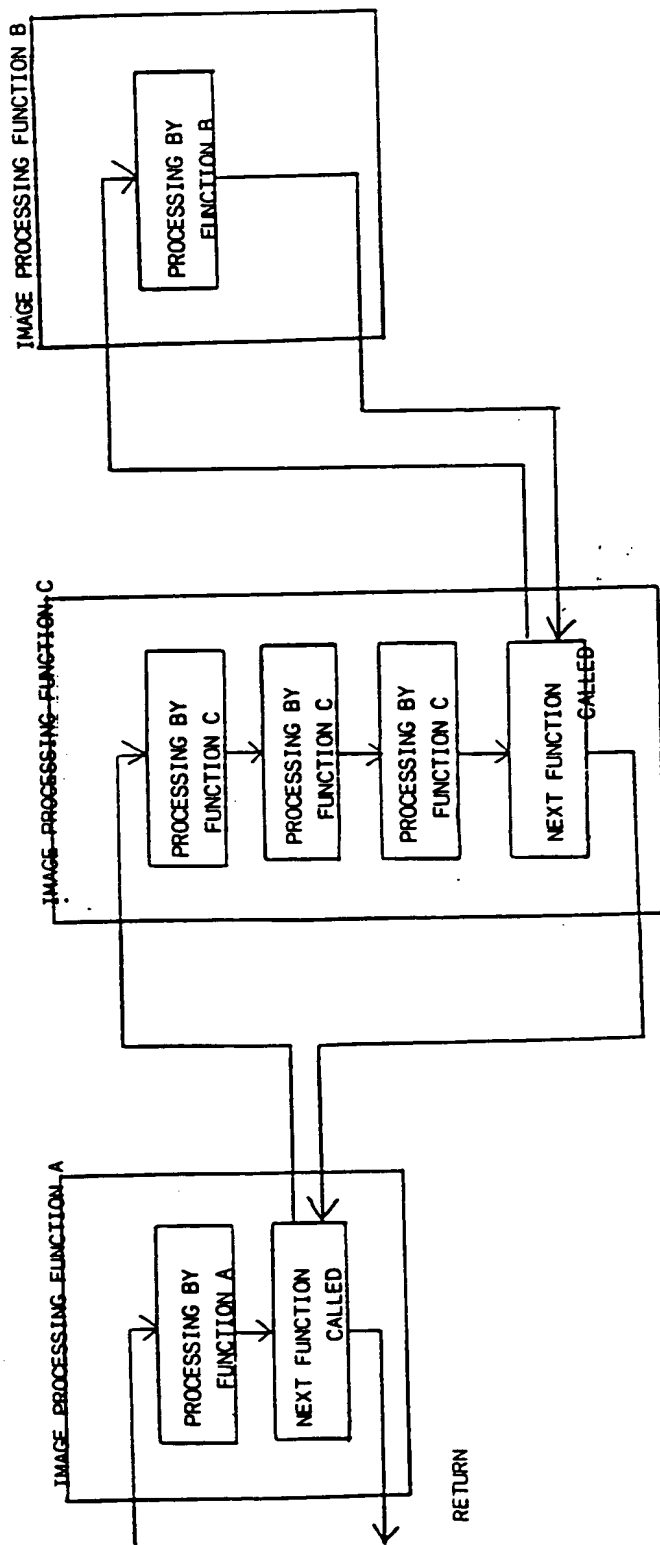 IMAGE PROCESSING FUNCTION A
PROCESSING BY
FUNCTION A
NEXT FUNCTION
CALLED
RETURN
IMAGE PROCESSING FUNCTION C
PROCESSING BY
FUNCTION C
PROCESSING BY
FUNCTION C
PROCESSING BY
FUNCTION C
NEXT FUNCTION
CALLED
IMAGE PROCESSING FUNCTION B
PROCESSING BY
FUNCTION B